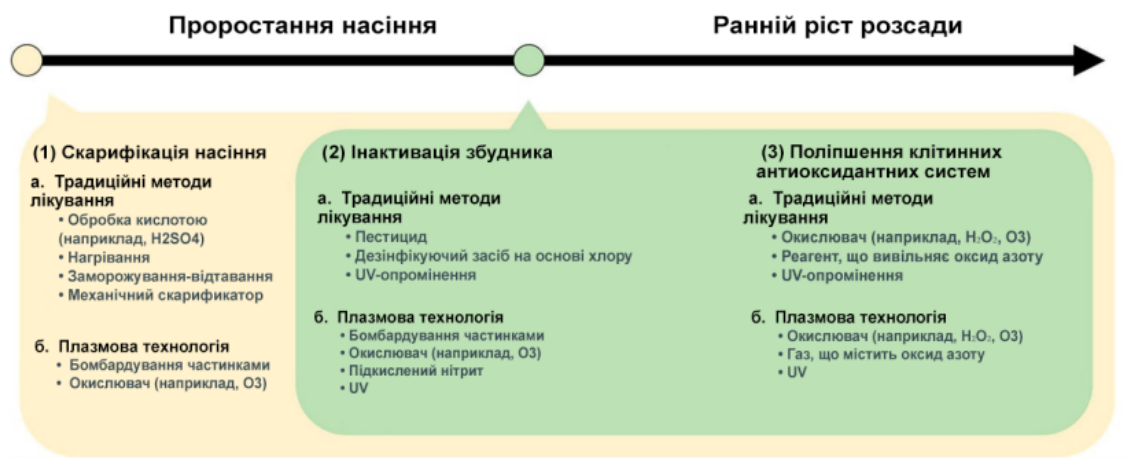 Проростання насіння
Ранній ріст розсади
(1) Скарифікація насіння
а. Традиційні методи
лікування
• Обробка кислотою
(наприклад, H2SO4)
• Нагрівання
• Заморожування-відтавання
• Механічний скарифікатор
б. Плазмова технологія
• Бомбардування частинками
• Окислювач (наприклад, O3)
(2) Інактивація збудника
а. Традиційні методи
лікування
• Пестицид
• Дезінфікуючий засіб на основі хлору
• UV-опромінення
б. Плазмова технологія
• Бомбардування частинками
• Окислювач (наприклад, O3)
• Підкислений нітрит
• UV
(3) Поліпшення клітинних
антиоксидантних систем
а. Традиційні методи
лікування
• Окислювач (наприклад, H₂O₂, O3)
• Реагент, що вивільняє оксид азоту
• UV-опромінення
б. Плазмова технологія
• Окислювач (наприклад, H₂O₂, O3)
• Газ, що містить оксид азоту
• UV